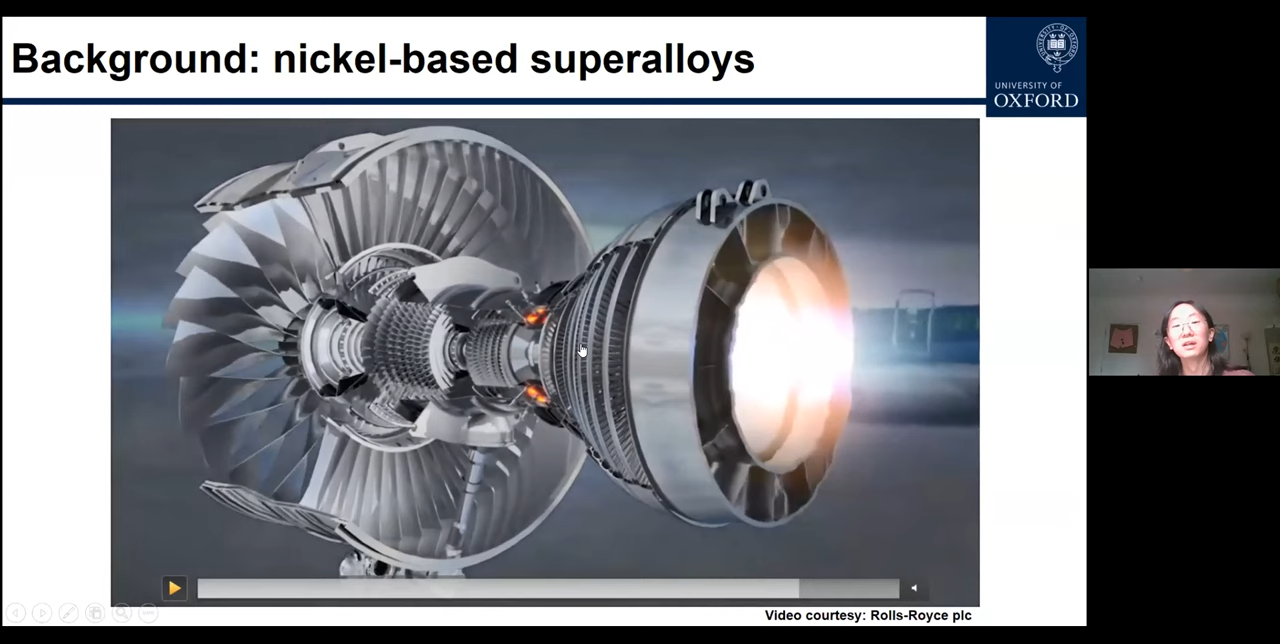 Background: nickel-based superalloys
UNIVERSITY OF
OXFORD
Video courtesy: Rolls-Royce plc